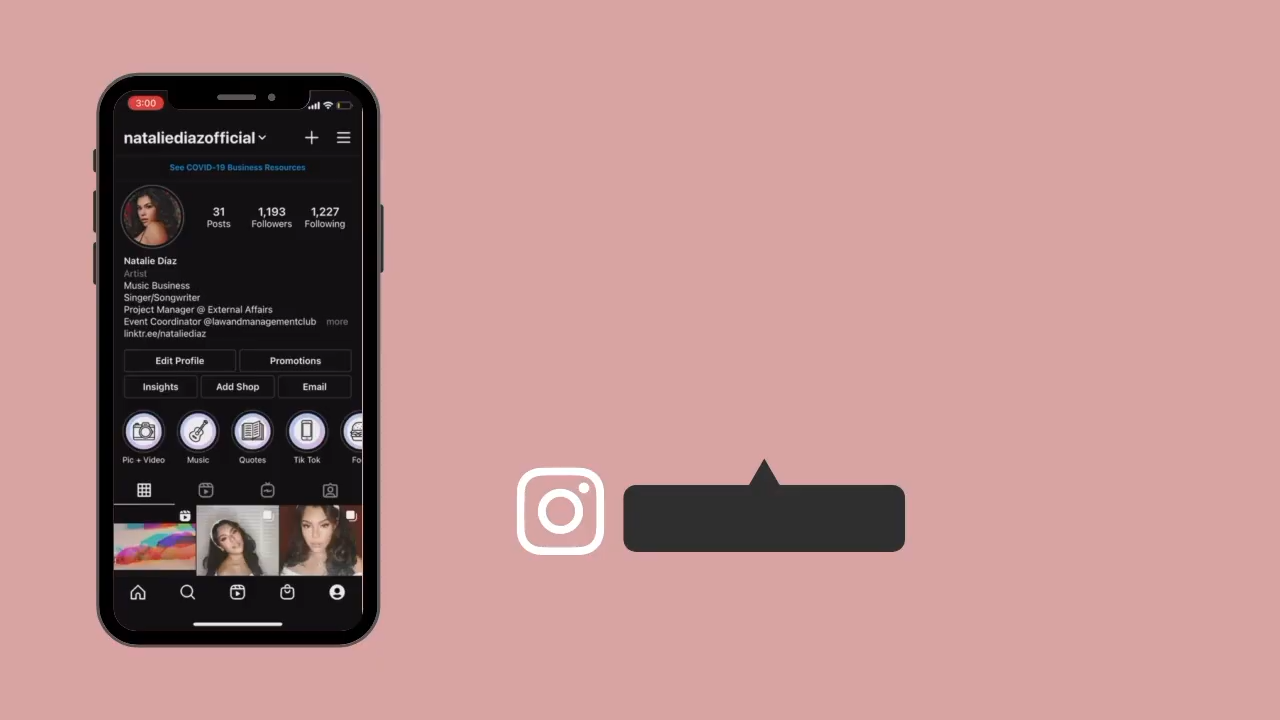 3:00
nataliediazofficial
See COVID-19 Business Resources
31 1,193 1,227
Posts Followers Following
Natalie Díaz
Artist
Music Business
Singer/Songwriter
Project Manager @ External Affairs
Event Coordinator @lawandmanagementclub more
linktr.ee/nataliediaz
Edit Profile Promotions
Insights Add Shop Email
Pic + Video Music Quotes Tik Tok Fo